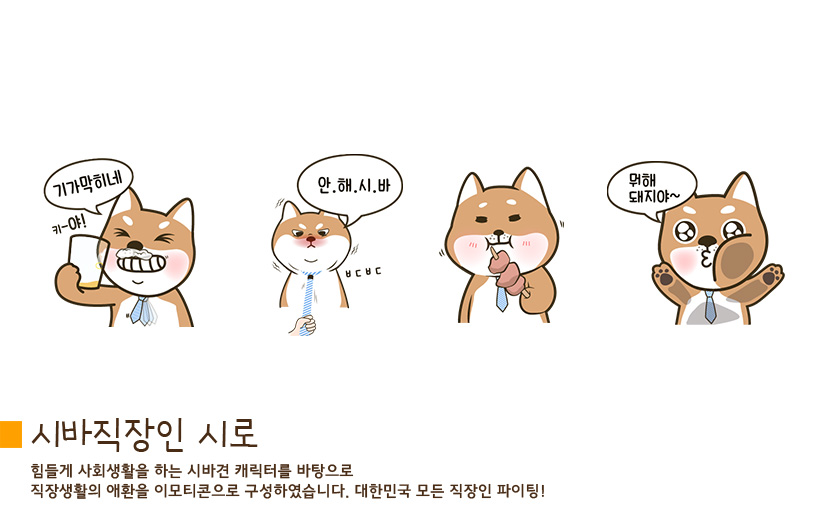 기가막히네
키-야!
안.해.시.바
ㅂㄷㅂㄷ
뭐해
돼지야~
시바직장인 시로
힘들게 사회생활을 하는 시바견 캐릭터를 바탕으로
직장생활의 애환을 이모티콘으로 구성하였습니다. 대한민국 모든 직장인 파이팅!